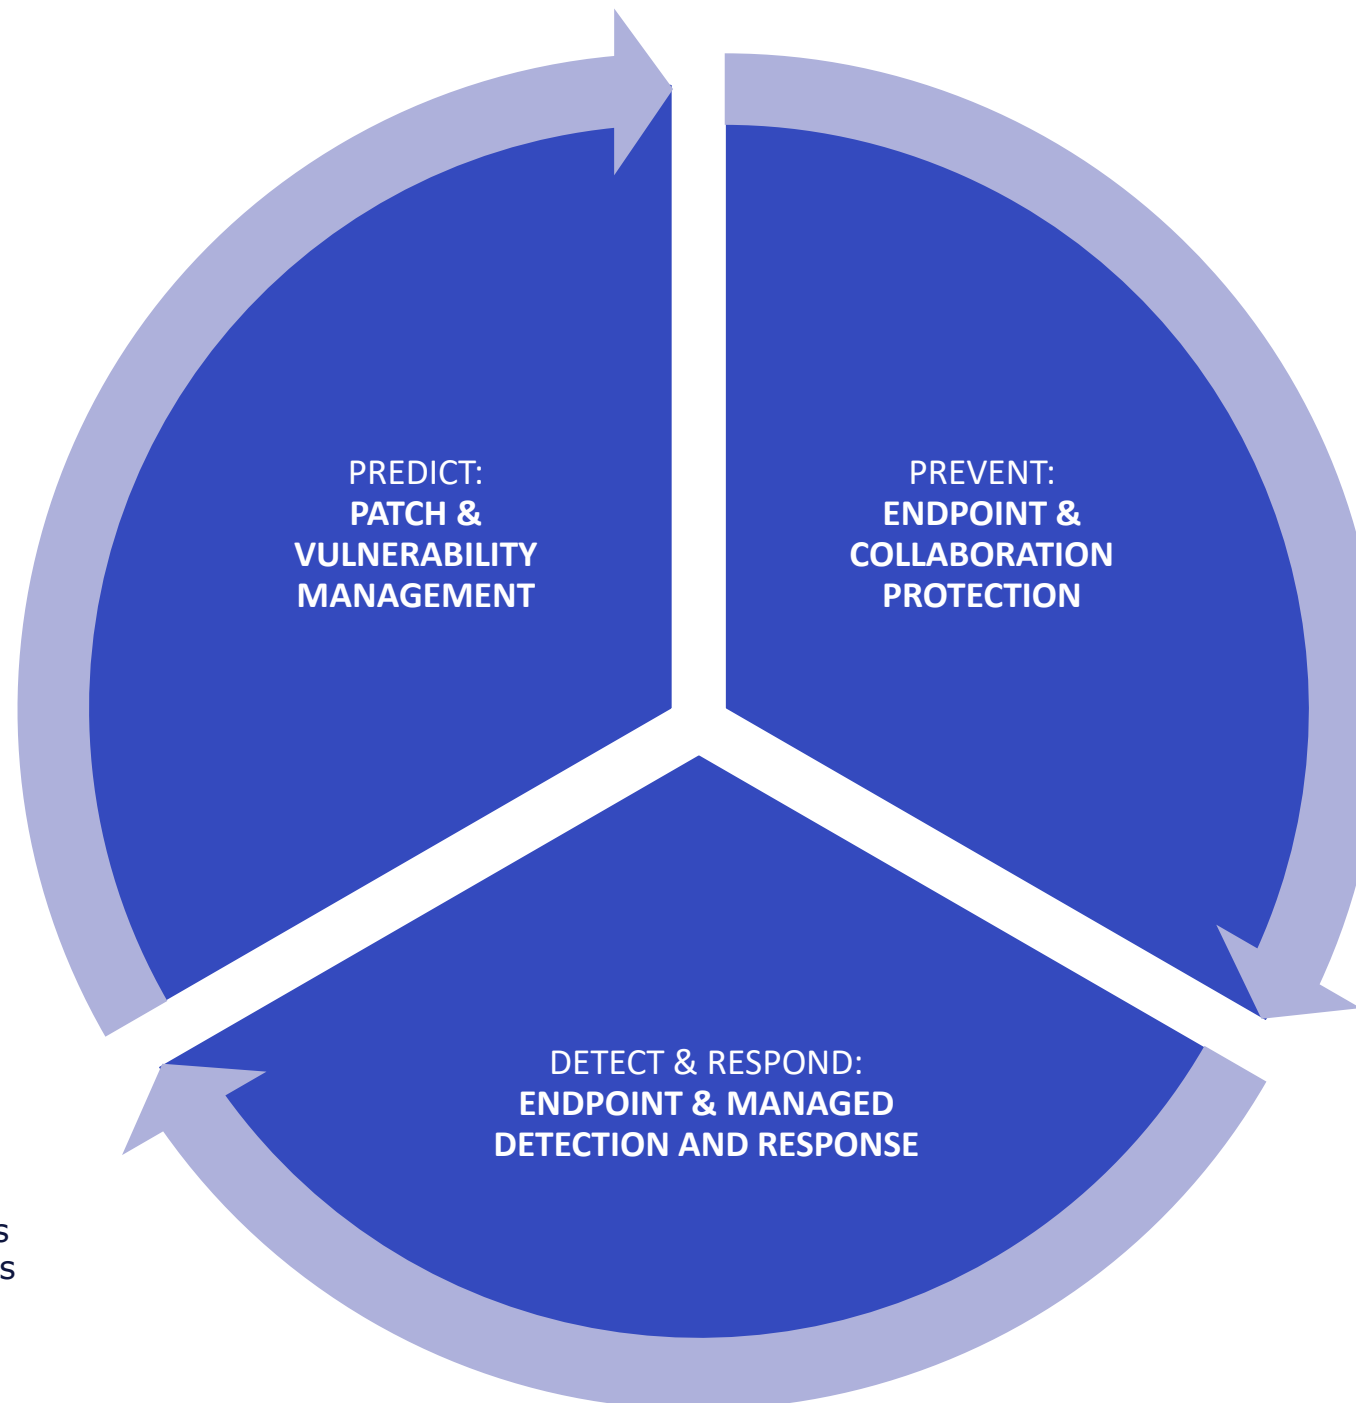 PREDICT:
PATCH &
VULNERABILITY
MANAGEMENT
PREVENT:
ENDPOINT &
COLLABORATION
PROTECTION
DETECT & RESPOND:
ENDPOINT & MANAGED
DETECTION AND RESPONSE